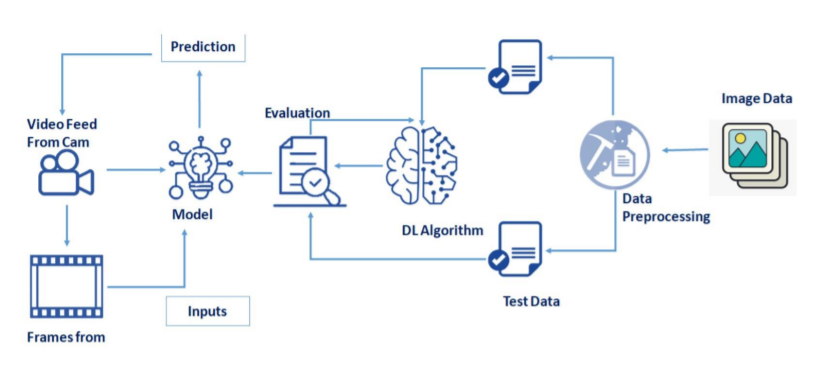 Prediction
Image Data
Evaluation
Video Feed
From Cam
Data
Preprocessing
Model
DL Algorithm
Test Data
Inputs
Frames from